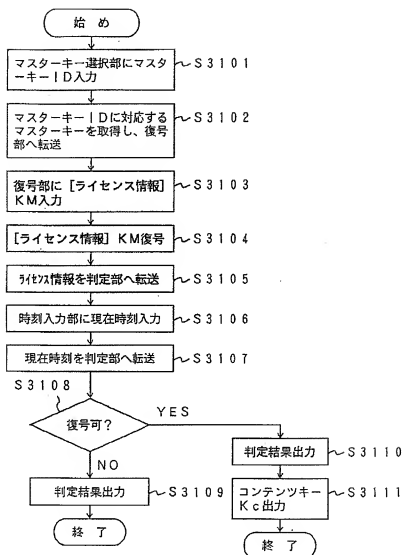 始 め
マスターキー選択部にマスタ
ーキーID入力
S3101
マスターキーIDに対応する
マスターキーを取得し、復号
部へ転送
S3102
復号部に[ライセンス情報]
KM入力
S3103
[ライセンス情報]KM復号
S3104
ライセンス情報を判定部へ転送
S3105
時刻入力部に現在時刻入力
S3106
現在時刻を判定部へ転送
S3107
S3108
復号可?
YES
NO
判定結果出力
S3109
終 了
判定結果出力
S3110
コンテンツキー
Kc出力
S3111
終 了